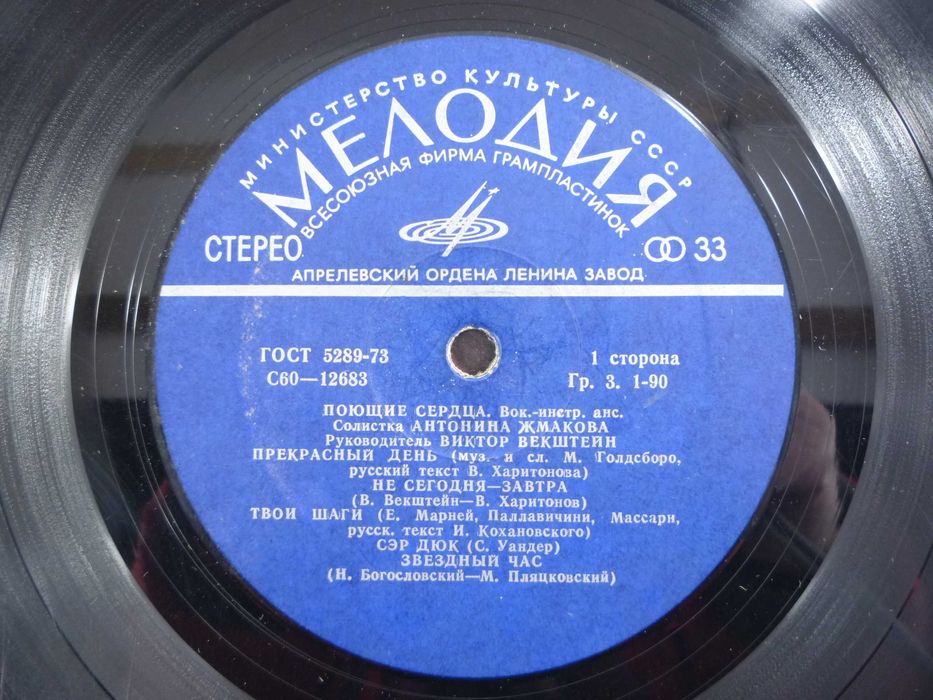 МИНИСТЕРСТВО КУЛЬТУРЫ СССР
МЕЛОДИЯ
ВСЕСОЮЗНАЯ ФИРМА ГРАМПЛАСТИНОК
СТЕРЕО
33
АПРЕЛЕВСКИЙ ОРДЕНА ЛЕНИНА ЗАВОД
ГОСТ 5289-73
1 сторона
С60—12683
Гр. 3. 1-90
ПОЮЩИЕ СЕРДЦА. Вок.-инстр. анс.
Солистка АНТОНИНА ЖМАКОВА
Руководитель ВИКТОР ВЕКШТЕЙН
ПРЕКРАСНЫЙ ДЕНЬ (муз. и сл. М. Голдсборо,
русский текст В. Харитонова)
НЕ СЕГОДНЯ—ЗАВТРА
(В. Векштейн—В. Харитонов)
ТВОИ ШАГИ (Е. Марней, Паллавичини, Массари,
русск. текст И. Кохановского)
СЭР ДЮК (С. Уандер)
ЗВЕЗДНЫЙ ЧАС
(Н. Богословский—М. Пляцковский)